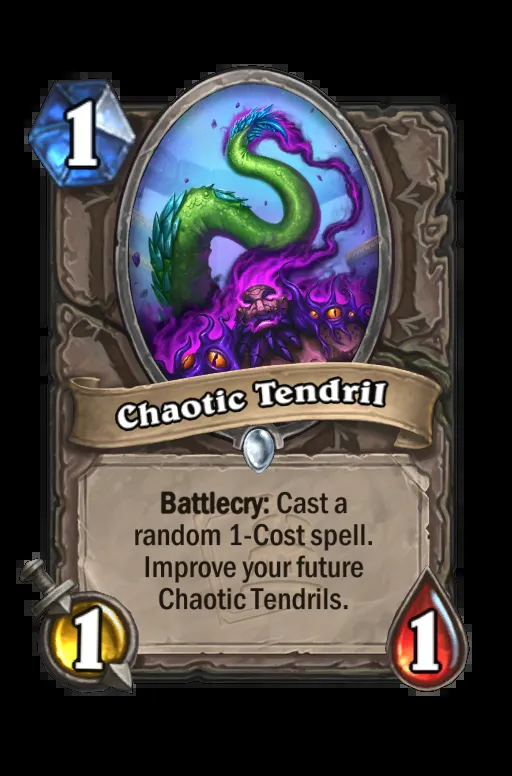 1
Chaotic Tendril
Battlecry: Cast a
random 1-Cost spell.
Improve your future
Chaotic Tendrils.
1
1